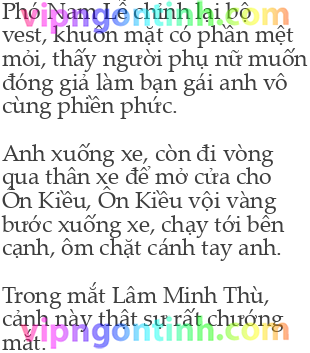 Phó Nam Lễ chỉnh lại bộ
vipngontinh.com
vest, khuôn mặt có phần mệt
mỏi, thấy người phụ nữ muốn
đóng giả làm bạn gái anh vô
cùng phiền phức.
Anh xuống xe, còn đi vòng
qua thân xe để mở cửa cho
Ôn Kiều, Ôn Kiều vội vàng
bước xuống xe, chạy tới bên
cạnh, ôm chặt cánh tay anh.
Trong mắt Lâm Minh Thù,
cảnh này thật sự rất chướng
vipngontinh.com
mắt.